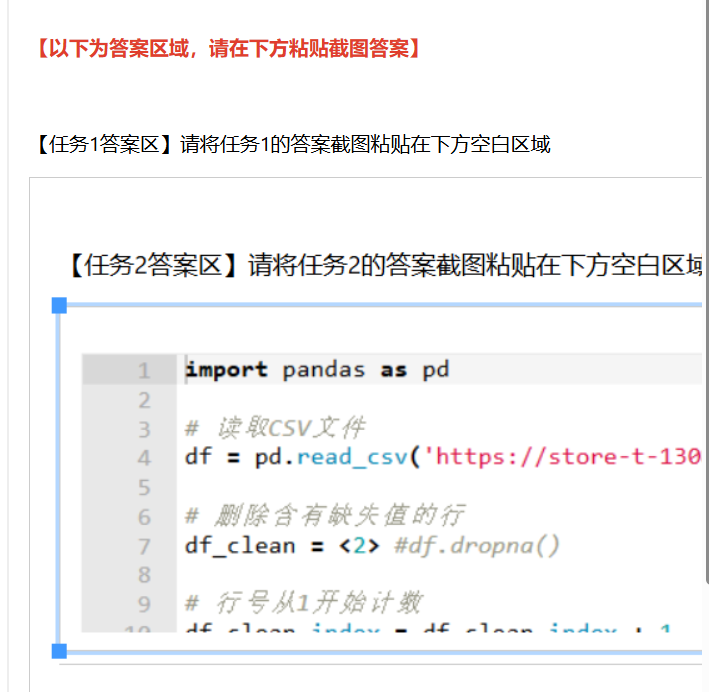 【以下为答案区域，请在下方粘贴截图答案】
【任务1答案区】请将任务1的答案截图粘贴在下方空白区域
【任务2答案区】请将任务2的答案截图粘贴在下方空白区域
1 import pandas as pd
2
3 # 读取CSV文件
4 df = pd.read_csv('https://store-t-130
5
6 # 删除含有缺失值的行
7 df_clean = <2> #df.dropna()
8
9 # 行号从1开始计数
10 df_clean.index = df_clean.index + 1